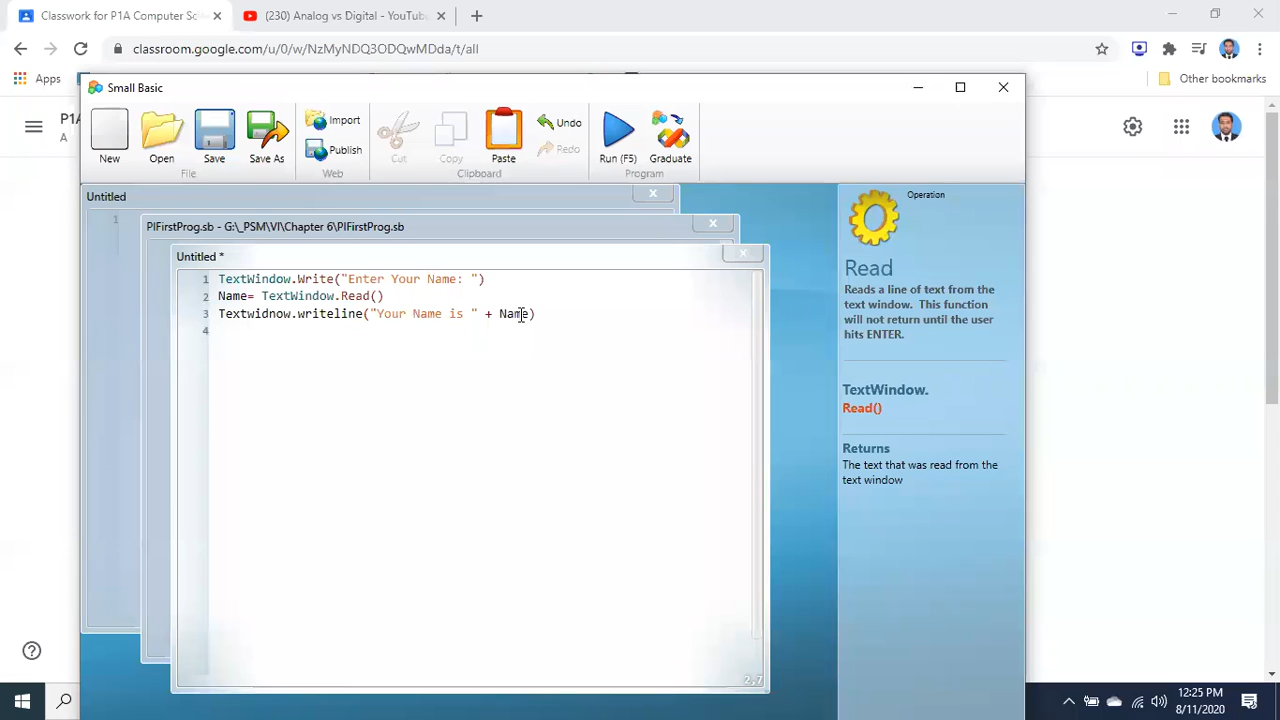 Classwork for P1A Computer Sc
(230) Analog vs Digital - YouTube
classroom.google.com/u/0/w/NzMyNDQ3ODQwMDda/t/all
Apps
Other bookmarks
P1A
A
Small Basic
New
Open
Save
Save As
Import
Publish
Cut
Copy
Paste
Undo
Redo
Run (F5)
Graduate
File
Web
Clipboard
Program
Untitled
1
PIFirstProg.sb - G:\_PSM\VI\Chapter 6\PIFirstProg.sb
Untitled *
1 TextWindow.Write("Enter Your Name: ")
2 Name= TextWindow.Read()
3 Textwidnow.writeline("Your Name is " + Name)
4
2,7
Operation
Read
Reads a line of text from the
text window. This function
will not return until the user
hits ENTER.
TextWindow.
Read()
Returns
The text that was read from the
text window
12:25 PM
8/11/2020